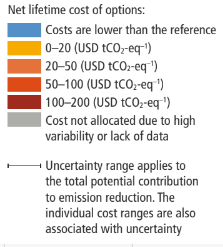 Net lifetime cost of options:
Costs are lower than the reference
0–20 (USD tCO₂-eq⁻¹)
20–50 (USD tCO₂-eq⁻¹)
50–100 (USD tCO₂-eq⁻¹)
100–200 (USD tCO₂-eq⁻¹)
Cost not allocated due to high
variability or lack of data
Uncertainty range applies to
the total potential contribution
to emission reduction. The
individual cost ranges are also
associated with uncertainty